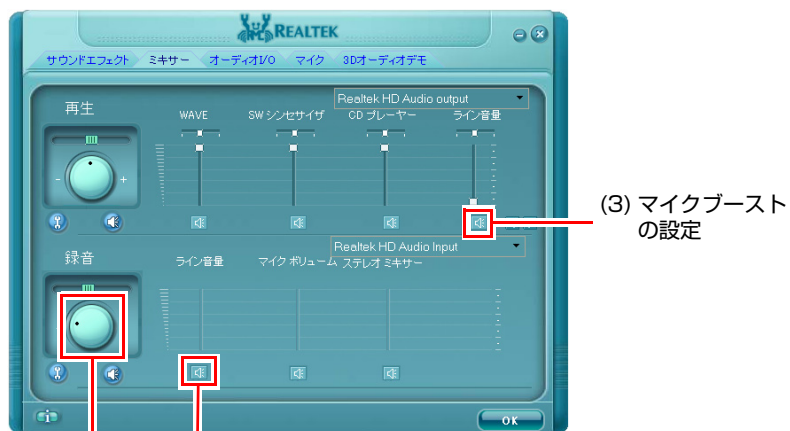 REALTEK
サウンドエフェクト ミキサー オーディオI/O マイク 3Dオーディオデモ
再生
Realtek HD Audio output
WAVE SW シンセサイザ CD プレーヤー ライン音量
- +
(3) マイクブースト
の設定
録音
Realtek HD Audio Input
ライン音量 マイク ボリューム ステレオ ミキサー
i
OK